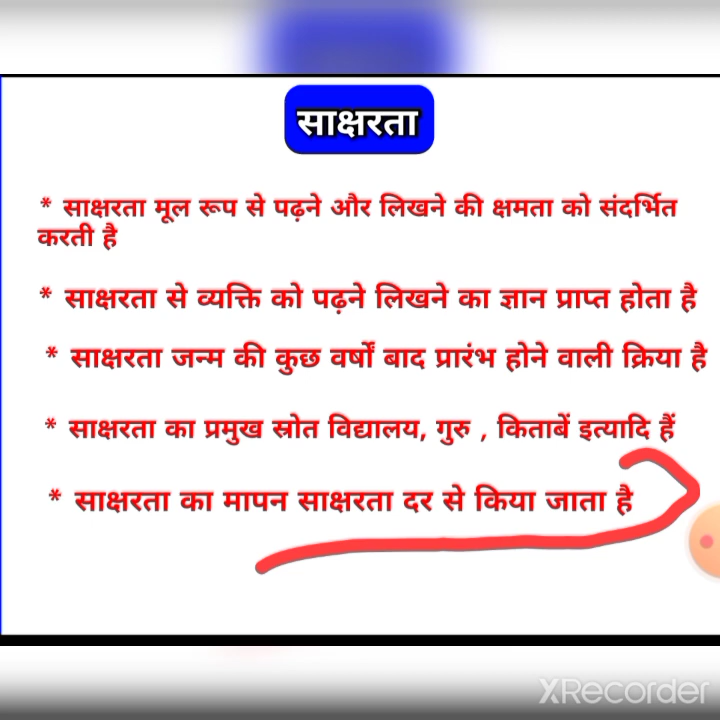 साक्षरता
* साक्षरता मूल रूप से पढ़ने और लिखने की क्षमता को संदर्भित
करती है
* साक्षरता से व्यक्ति को पढ़ने लिखने का ज्ञान प्राप्त होता है
* साक्षरता जन्म की कुछ वर्षों बाद प्रारंभ होने वाली क्रिया है
* साक्षरता का प्रमुख स्रोत विद्यालय, गुरु , किताबें इत्यादि हैं
* साक्षरता का मापन साक्षरता दर से किया जाता है
XRecorder